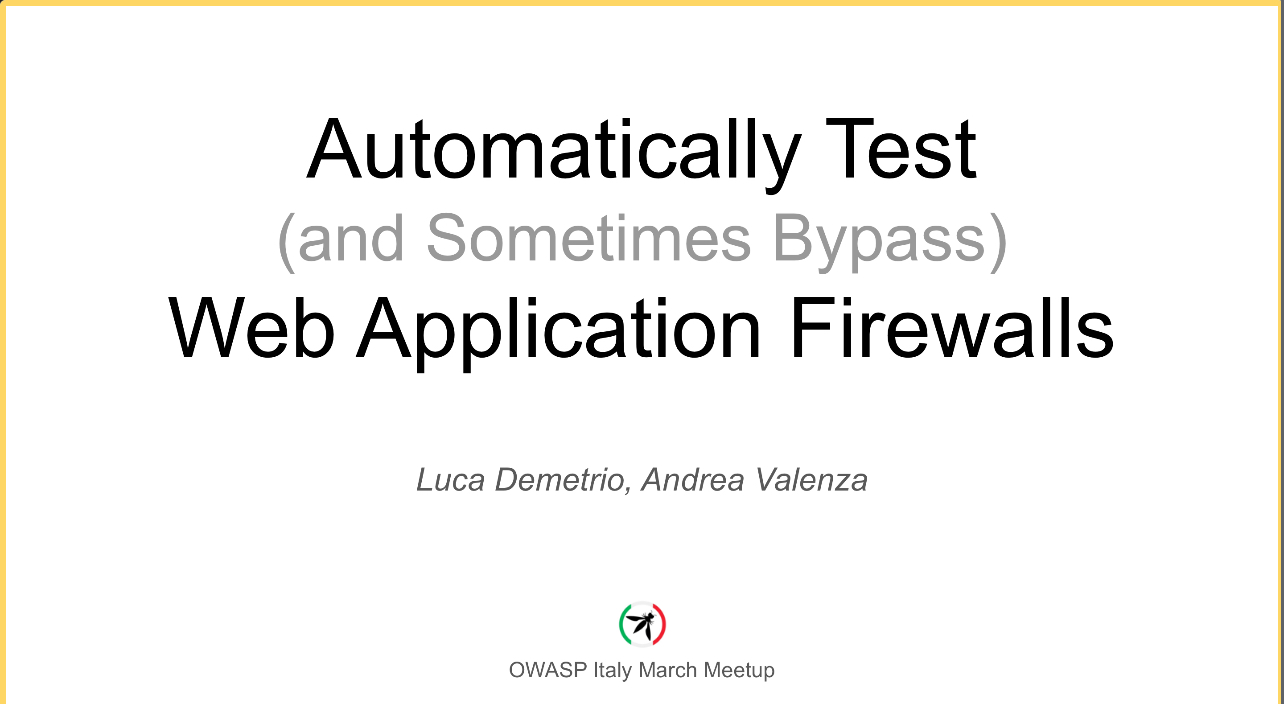 Automatically Test
(and Sometimes Bypass)
Web Application Firewalls
Luca Demetrio, Andrea Valenza
OWASP Italy March Meetup